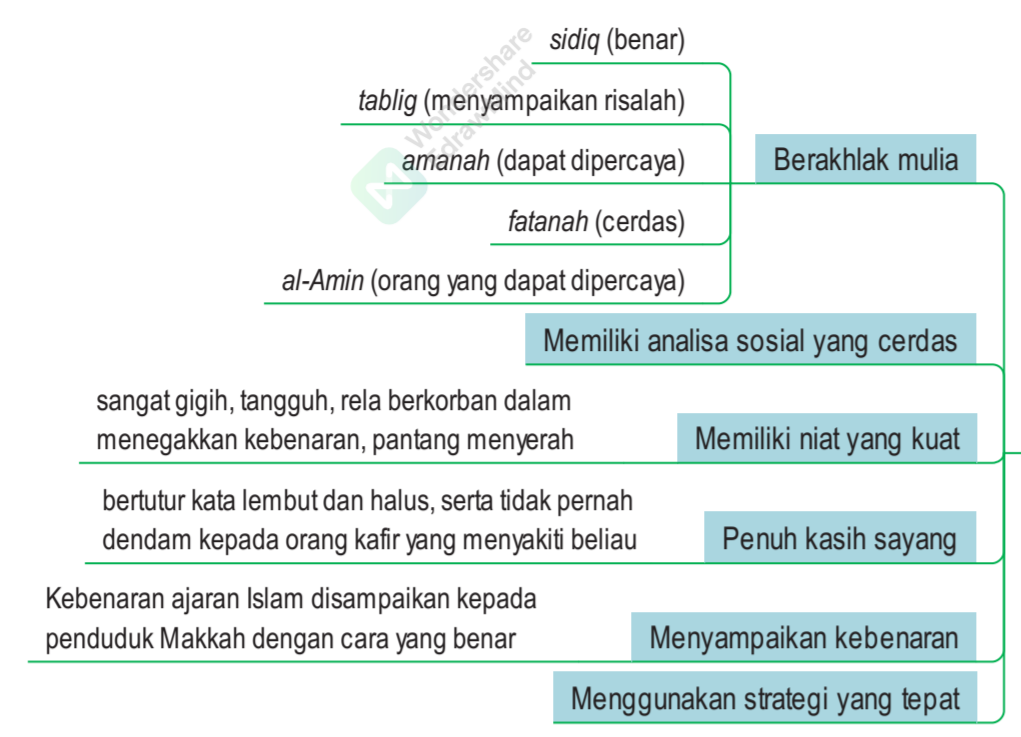 sidiq (benar)
tablig (menyampaikan risalah)
Wondershare
EdrawMind
amanah (dapat dipercaya)
Berakhlak mulia
fatanah (cerdas)
al-Amin (orang yang dapat dipercaya)
Memiliki analisa sosial yang cerdas
sangat gigih, tangguh, rela berkorban dalam
menegakkan kebenaran, pantang menyerah
Memiliki niat yang kuat
bertutur kata lembut dan halus, serta tidak pernah
dendam kepada orang kafir yang menyakiti beliau
Penuh kasih sayang
Kebenaran ajaran Islam disampaikan kepada
penduduk Makkah dengan cara yang benar
Menyampaikan kebenaran
Menggunakan strategi yang tepat